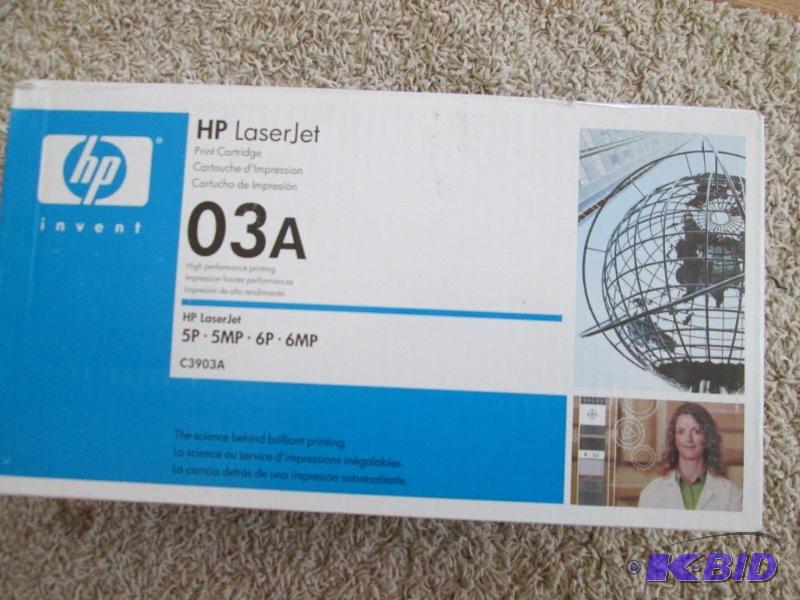 hp
®
invent
HP LaserJet
Print Cartridge
Cartouche d'Impression
Cartucho de Impresión
03A
High performance printing
Impression hautes performances
Impresión de alto rendimiento
HP LaserJet
5P · 5MP · 6P · 6MP
C3903A
The science behind brilliant printing.
La science au service d'impressions inégalables.
La ciencia detrás de una impresión sobresaliente.
© K-BID